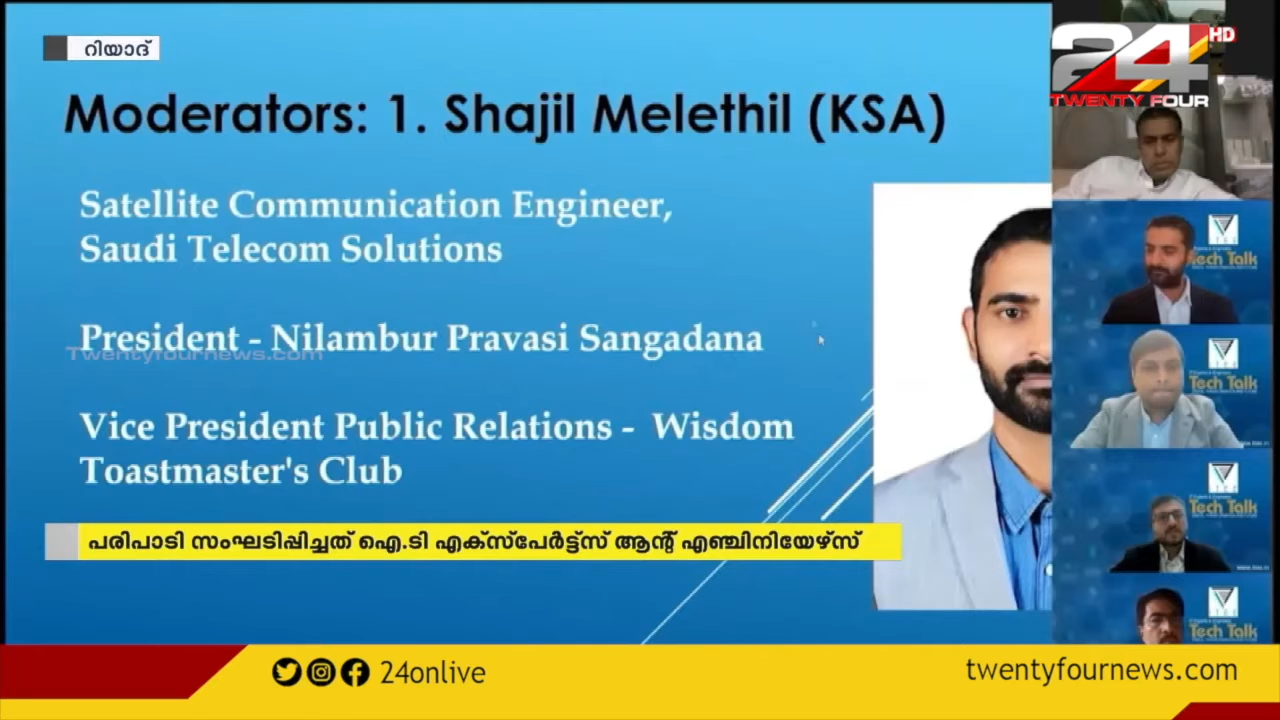 റിയാദ്
24 HD
TWENTY FOUR
Moderators: 1. Shajil Melethil (KSA)
Satellite Communication Engineer,
Saudi Telecom Solutions
President - Nilambur Pravasi Sangadana
Twentyfournews.com
Vice President Public Relations - Wisdom
Toastmaster's Club
Tech Talk
Tech Talk
Tech Talk
Tech Talk
പരിപാടി സംഘടിപ്പിച്ചത് ഐ.ടി എക്സ്പേർട്ട്സ് ആന്റ് എഞ്ചിനിയേഴ്സ്
24onlive
twentyfournews.com